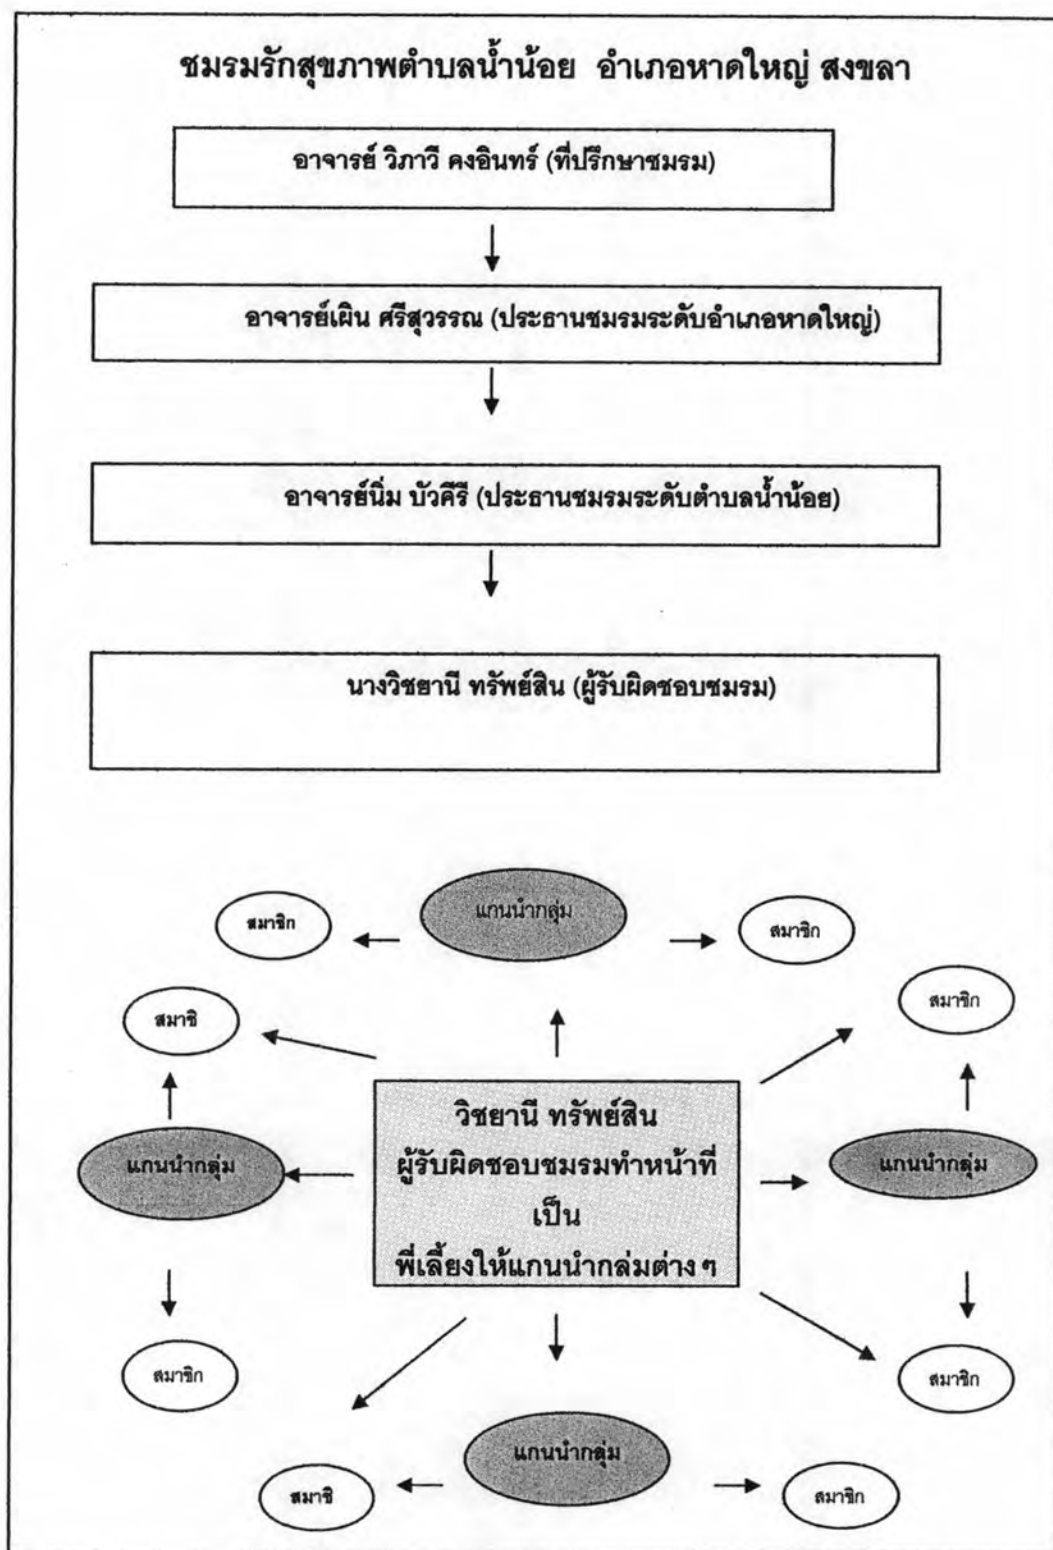 ชมรมรักสุขภาพตำบลน้ำน้อย อำเภอหาดใหญ่ สงขลา
อาจารย์ วิภาวี คงอินทร์ (ที่ปรึกษาชมรม)
อาจารย์เผิน ศรีสุวรรณ (ประธานชมรมระดับอำเภอหาดใหญ่)
อาจารย์นิ่ม บัวคีรี (ประธานชมรมระดับตำบลน้ำน้อย)
นางวิชยานี ทรัพย์สิน (ผู้รับผิดชอบชมรม)
แกนนำกลุ่ม
สมาชิก
สมาชิก
สมาชิ
สมาชิก
วิชยานี ทรัพย์สิน
ผู้รับผิดชอบชมรมทำหน้าที่
เป็น
พี่เลี้ยงให้แกนนำกล่มต่าง ๆ
แกนนำกลุ่ม
แกนนำกลุ่ม
สมาชิก
สมาชิก
แกนนำกลุ่ม
สมาชิ
สมาชิก